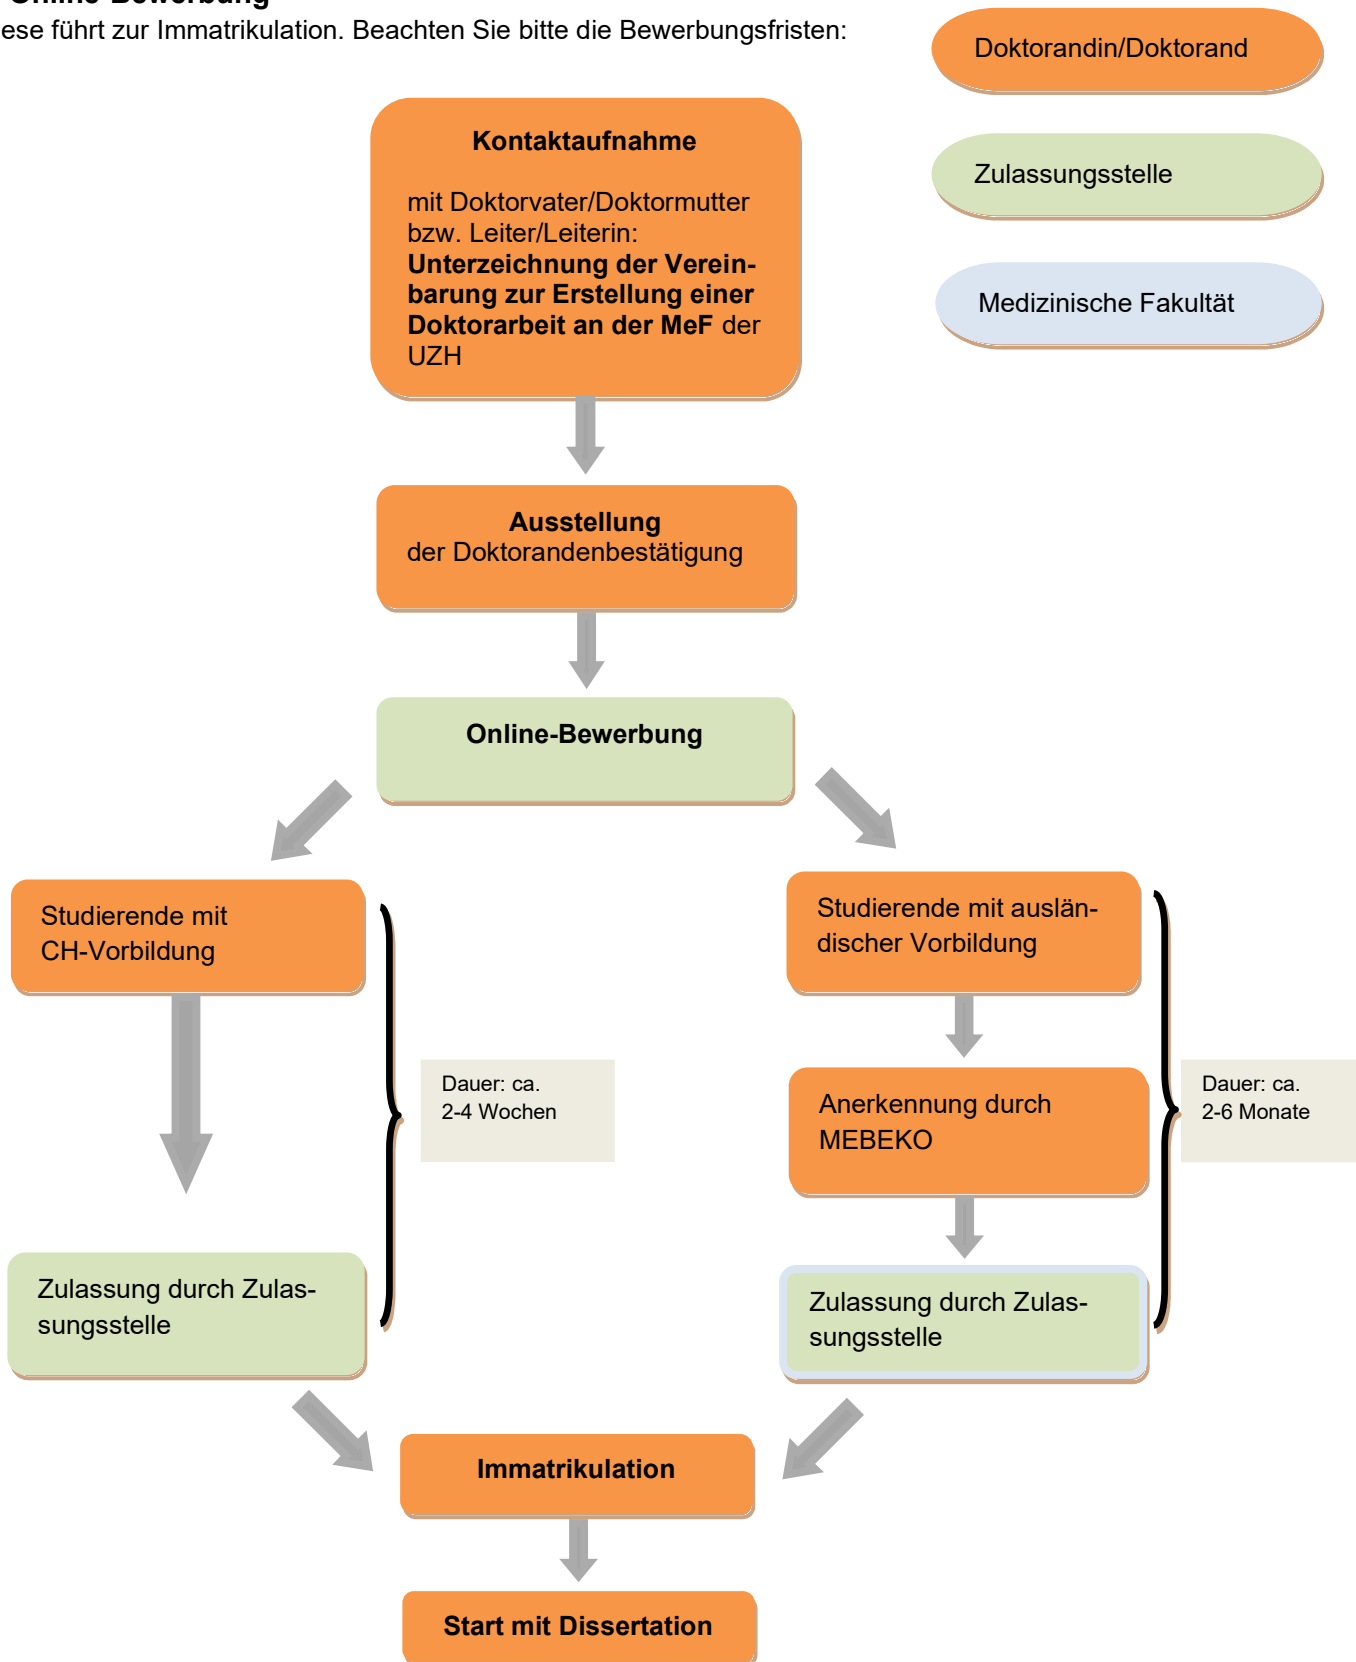 Online-Bewerbung
ese führt zur Immatrikulation. Beachten Sie bitte die Bewerbungsfristen:
Doktorandin/Doktorand
Zulassungsstelle
Medizinische Fakultät
Kontaktaufnahme
mit Doktorvater/Doktormutter
bzw. Leiter/Leiterin:
Unterzeichnung der Verein-
barung zur Erstellung einer
Doktorarbeit an der MeF der
UZH
Ausstellung
der Doktorandenbestätigung
Online-Bewerbung
Studierende mit
CH-Vorbildung
Dauer: ca.
2-4 Wochen
Zulassung durch Zulas-
sungsstelle
Studierende mit auslän-
discher Vorbildung
Anerkennung durch
MEBEKO
Dauer: ca.
2-6 Monate
Zulassung durch Zulas-
sungsstelle
Immatrikulation
Start mit Dissertation